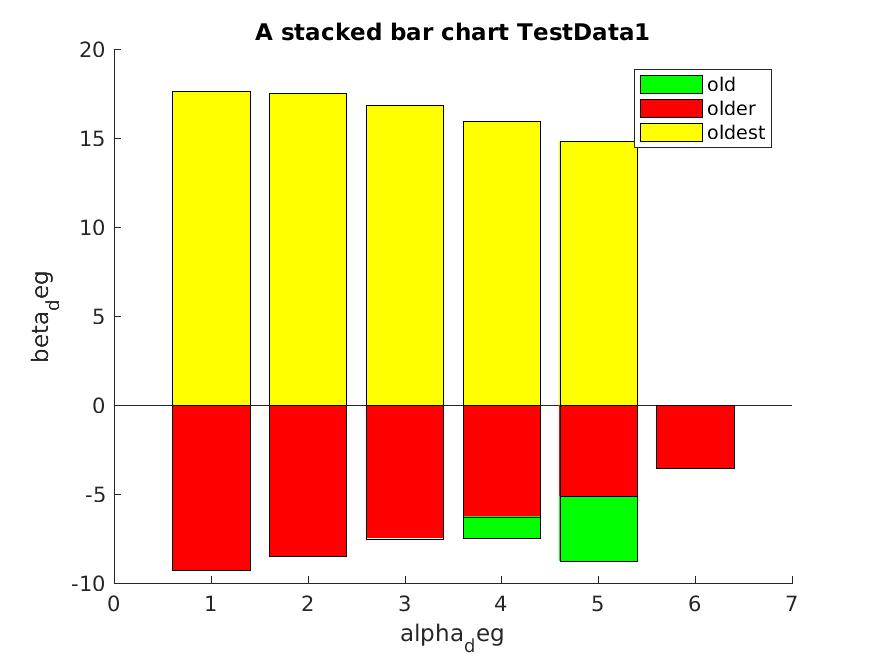 A stacked bar chart TestData1
old
older
oldest
20
15
10
5
0
-5
-10
0 1 2 3 4 5 6 7
alpha_deg
beta_deg